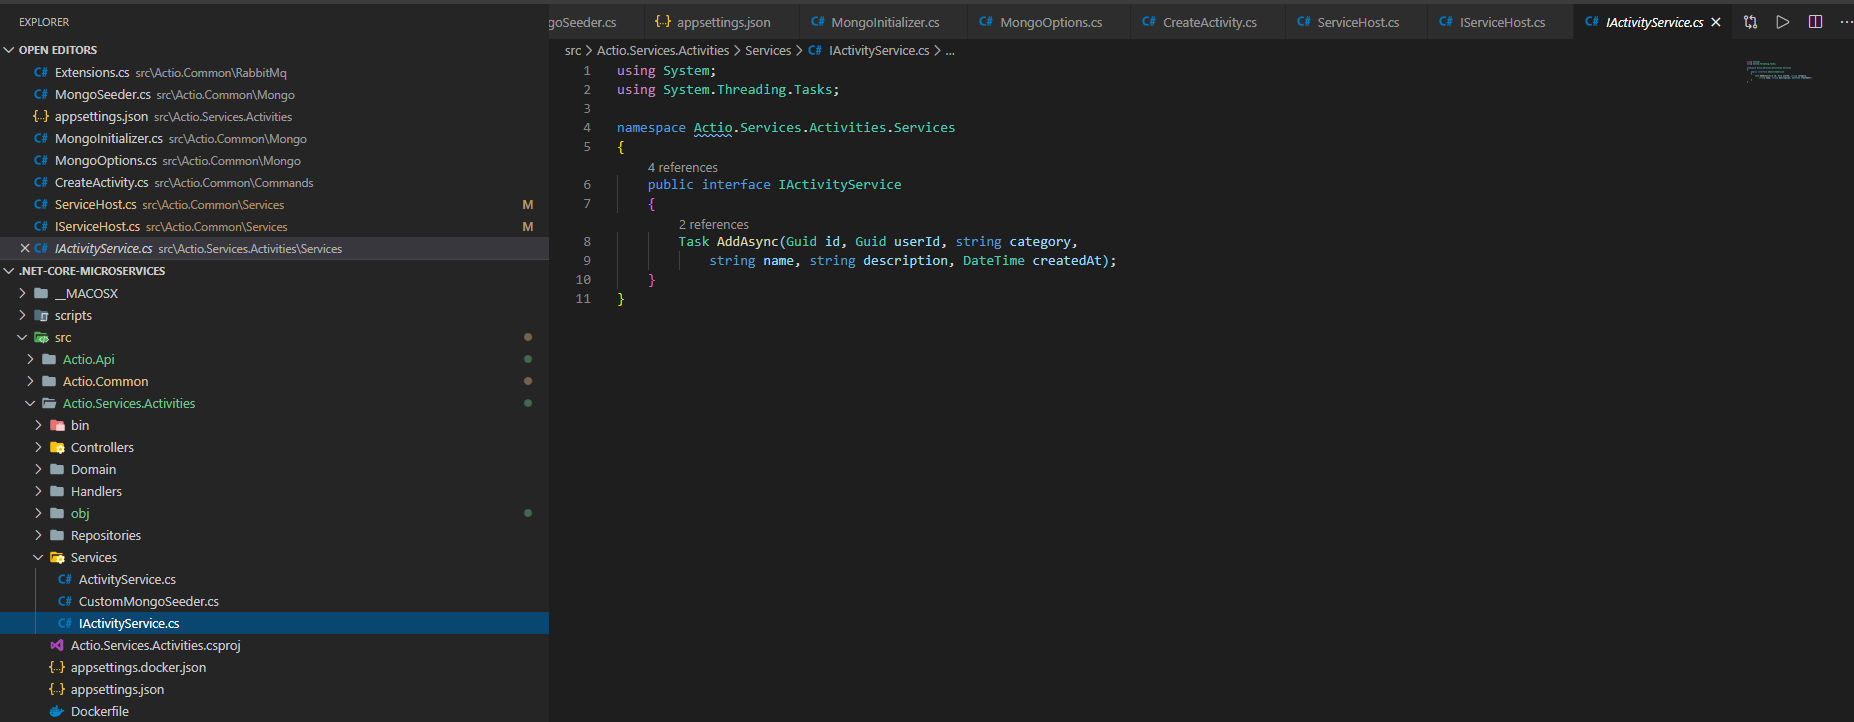 EXPLORER
OPEN EDITORS
C# Extensions.cs src\Actio.Common\RabbitMq
C# MongoSeeder.cs src\Actio.Common\Mongo
{..} appsettings.json src\Actio.Services.Activities
C# MongoInitializer.cs src\Actio.Common\Mongo
C# MongoOptions.cs src\Actio.Common\Mongo
C# CreateActivity.cs src\Actio.Common\Commands
C# ServiceHost.cs src\Actio.Common\Services M
C# IServiceHost.cs src\Actio.Common\Services M
C# IActivityService.cs src\Actio.Services.Activities\Services
.NET-CORE-MICROSERVICES
__MACOSX
scripts
src
Actio.Api
Actio.Common
Actio.Services.Activities
bin
Controllers
Domain
Handlers
obj
Repositories
Services
C# ActivityService.cs
C# CustomMongoSeeder.cs
C# IActivityService.cs
Actio.Services.Activities.csproj
{..} appsettings.docker.json
{..} appsettings.json
Dockerfile
goSeeder.cs {..} appsettings.json C# MongoInitializer.cs C# MongoOptions.cs C# CreateActivity.cs C# ServiceHost.cs C# IServiceHost.cs C# IActivityService.cs
src > Actio.Services.Activities > Services > C# IActivityService.cs > ...
1 using System;
2 using System.Threading.Tasks;
3
4 namespace Actio.Services.Activities.Services
5 {
4 references
6 public interface IActivityService
7 {
2 references
8 Task AddAsync(Guid id, Guid userId, string category,
9 string name, string description, DateTime createdAt);
10 }
11 }